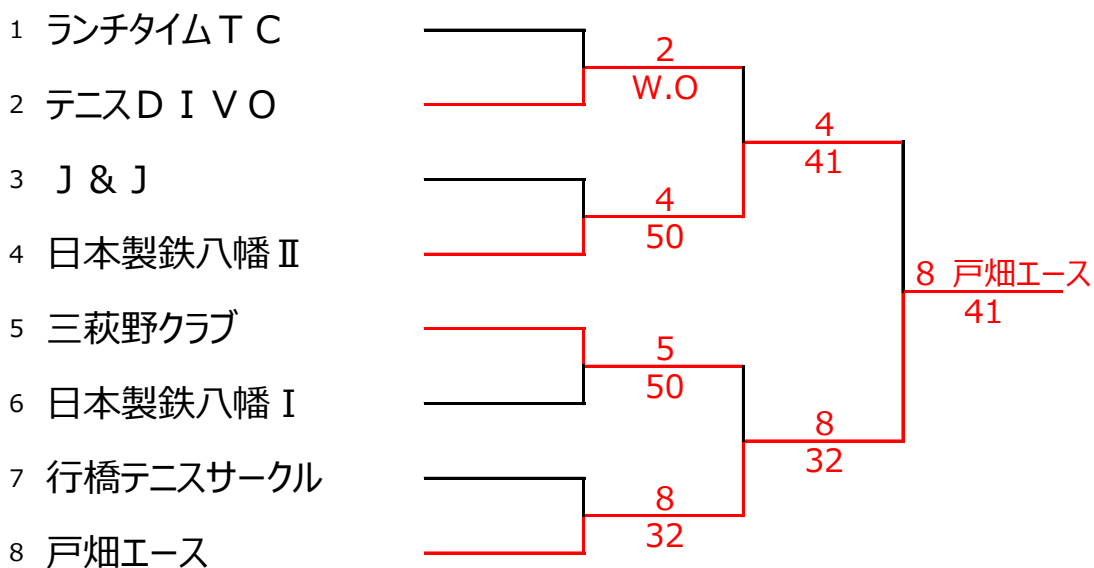 1 ランチタイムＴＣ
2
W.O
2 テニスＤＩＶＯ
4
41
3 Ｊ＆Ｊ
4
50
4 日本製鉄八幡Ⅱ
8 戸畑エース
41
5 三萩野クラブ
5
50
6 日本製鉄八幡Ⅰ
8
32
7 行橋テニスサークル
8
32
8 戸畑エース